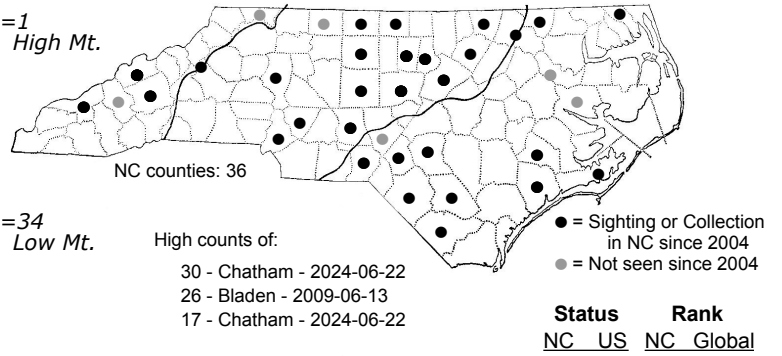 =1
High Mt.
NC counties: 36
=34
Low Mt.
High counts of:
30 - Chatham - 2024-06-22
26 - Bladen - 2009-06-13
17 - Chatham - 2024-06-22
= Sighting or Collection
in NC since 2004
= Not seen since 2004
Status Rank
NC US NC Global